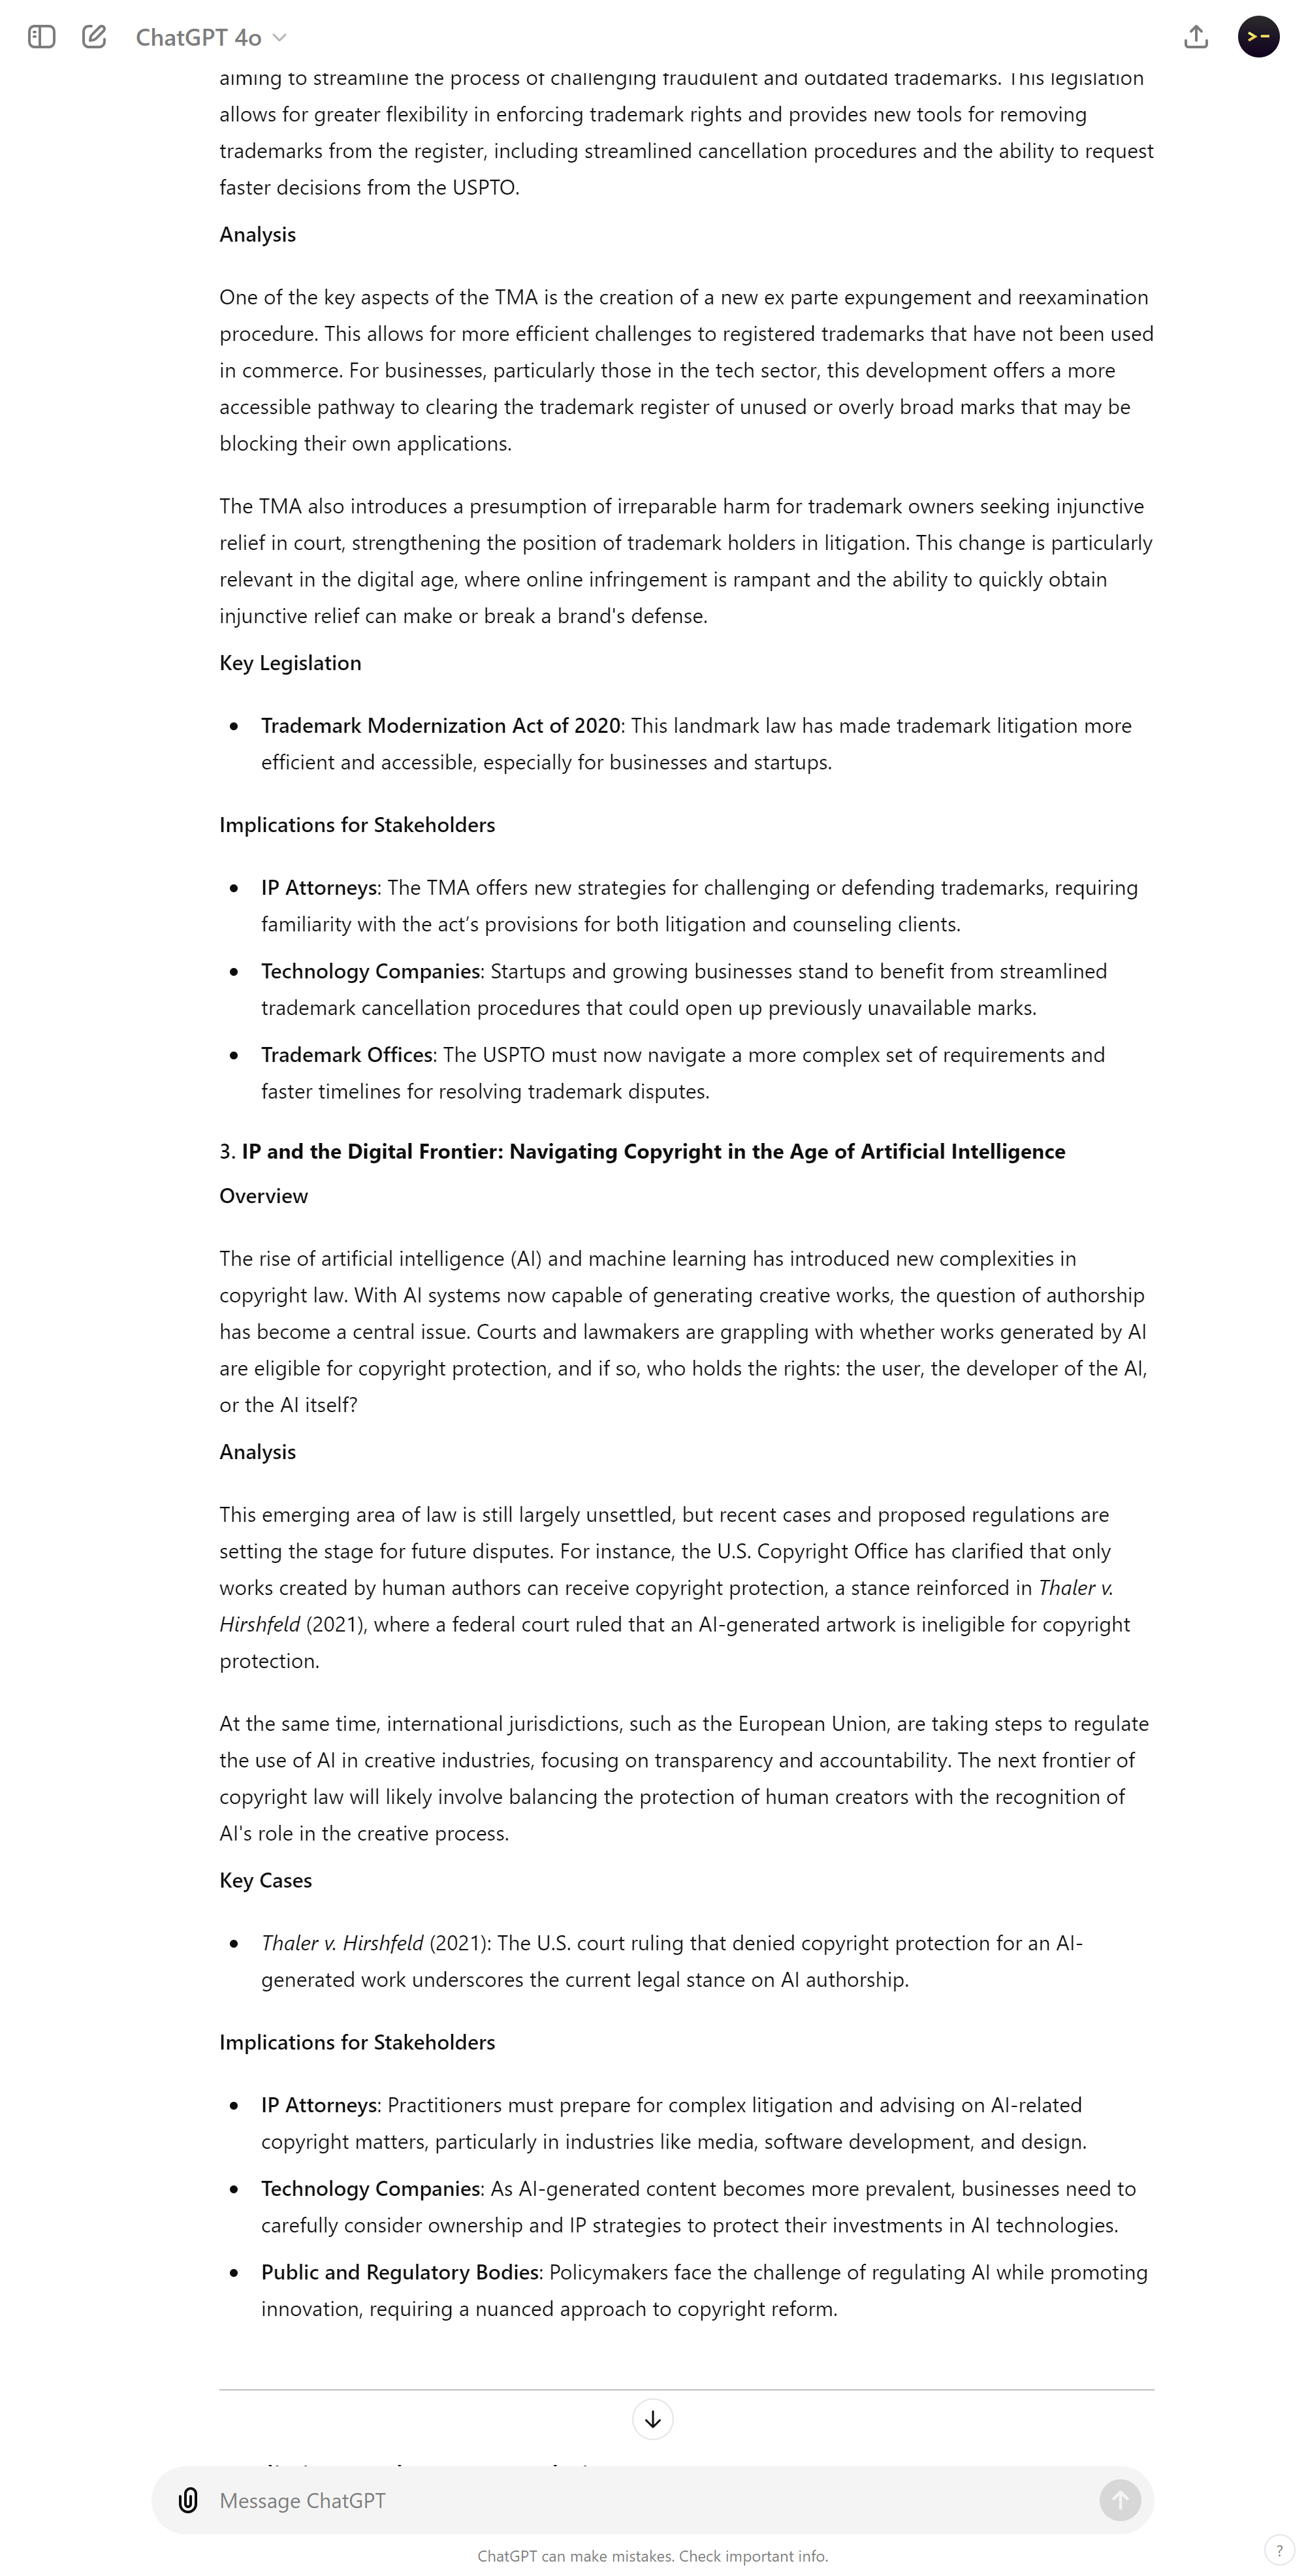 ChatGPT 4o
aiming to streamline the process of challenging fraudulent and outdated trademarks. This legislation
allows for greater flexibility in enforcing trademark rights and provides new tools for removing
trademarks from the register, including streamlined cancellation procedures and the ability to request
faster decisions from the USPTO.
Analysis
One of the key aspects of the TMA is the creation of a new ex parte expungement and reexamination
procedure. This allows for more efficient challenges to registered trademarks that have not been used
in commerce. For businesses, particularly those in the tech sector, this development offers a more
accessible pathway to clearing the trademark register of unused or overly broad marks that may be
blocking their own applications.
The TMA also introduces a presumption of irreparable harm for trademark owners seeking injunctive
relief in court, strengthening the position of trademark holders in litigation. This change is particularly
relevant in the digital age, where online infringement is rampant and the ability to quickly obtain
injunctive relief can make or break a brand's defense.
Key Legislation
• Trademark Modernization Act of 2020: This landmark law has made trademark litigation more
efficient and accessible, especially for businesses and startups.
Implications for Stakeholders
• IP Attorneys: The TMA offers new strategies for challenging or defending trademarks, requiring
familiarity with the act’s provisions for both litigation and counseling clients.
• Technology Companies: Startups and growing businesses stand to benefit from streamlined
trademark cancellation procedures that could open up previously unavailable marks.
• Trademark Offices: The USPTO must now navigate a more complex set of requirements and
faster timelines for resolving trademark disputes.
3. IP and the Digital Frontier: Navigating Copyright in the Age of Artificial Intelligence
Overview
The rise of artificial intelligence (AI) and machine learning has introduced new complexities in
copyright law. With AI systems now capable of generating creative works, the question of authorship
has become a central issue. Courts and lawmakers are grappling with whether works generated by AI
are eligible for copyright protection, and if so, who holds the rights: the user, the developer of the AI,
or the AI itself?
Analysis
This emerging area of law is still largely unsettled, but recent cases and proposed regulations are
setting the stage for future disputes. For instance, the U.S. Copyright Office has clarified that only
works created by human authors can receive copyright protection, a stance reinforced in Thaler v.
Hirshfeld (2021), where a federal court ruled that an AI-generated artwork is ineligible for copyright
protection.
At the same time, international jurisdictions, such as the European Union, are taking steps to regulate
the use of AI in creative industries, focusing on transparency and accountability. The next frontier of
copyright law will likely involve balancing the protection of human creators with the recognition of
AI's role in the creative process.
Key Cases
• Thaler v. Hirshfeld (2021): The U.S. court ruling that denied copyright protection for an AI-
generated work underscores the current legal stance on AI authorship.
Implications for Stakeholders
• IP Attorneys: Practitioners must prepare for complex litigation and advising on AI-related
copyright matters, particularly in industries like media, software development, and design.
• Technology Companies: As AI-generated content becomes more prevalent, businesses need to
carefully consider ownership and IP strategies to protect their investments in AI technologies.
• Public and Regulatory Bodies: Policymakers face the challenge of regulating AI while promoting
innovation, requiring a nuanced approach to copyright reform.
Message ChatGPT
ChatGPT can make mistakes. Check important info.
?